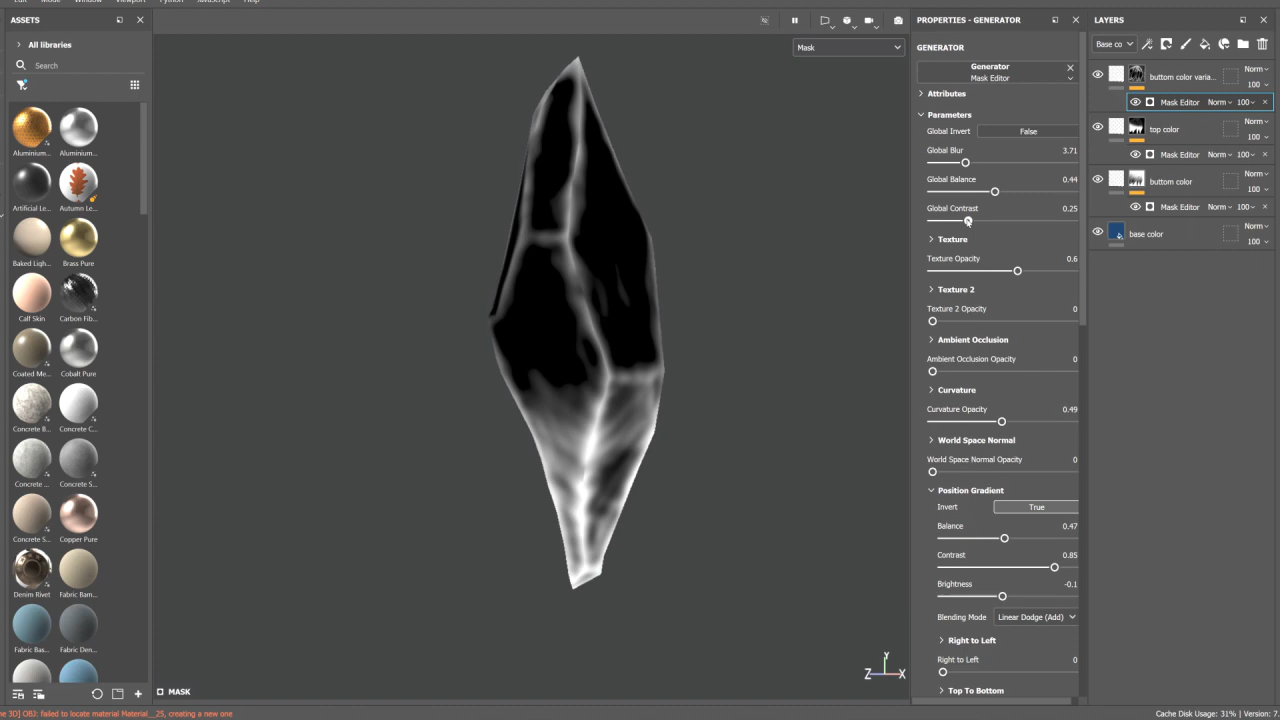 Edit Mode Window Viewport Python JavaScript Help
ASSETS
All libraries
Search
Aluminium...
Aluminium...
Artificial Le...
Autumn Le...
Baked Ligh...
Brass Pure
Calf Skin
Carbon Fib...
Coated Me...
Cobalt Pure
Concrete B...
Concrete C...
Concrete ...
Concrete S...
Concrete S...
Copper Pure
Denim Rivet
Fabric Bam...
Fabric Bas...
Fabric Den...
Mask
MASK
Y
Z
X
PROPERTIES - GENERATOR
GENERATOR
Generator
Mask Editor
Attributes
Parameters
Global Invert False
Global Blur 3.71
Global Balance 0.44
Global Contrast 0.25
Texture
Texture Opacity 0.6
Texture 2
Texture 2 Opacity 0
Ambient Occlusion
Ambient Occlusion Opacity 0
Curvature
Curvature Opacity 0.49
World Space Normal
World Space Normal Opacity 0
Position Gradient
Invert True
Balance 0.47
Contrast 0.85
Brightness -0.1
Blending Mode Linear Dodge (Add)
Right to Left
Right to Left 0
Top To Bottom
LAYERS
Base co
buttom color varia... Norm
100
Mask Editor Norm 100
top color Norm
100
Mask Editor Norm 100
buttom color Norm
100
Mask Editor Norm 100
base color Norm
100
3D] OBJ: failed to locate material Material__25, creating a new one
Cache Disk Usage: 31% | Version: 7.